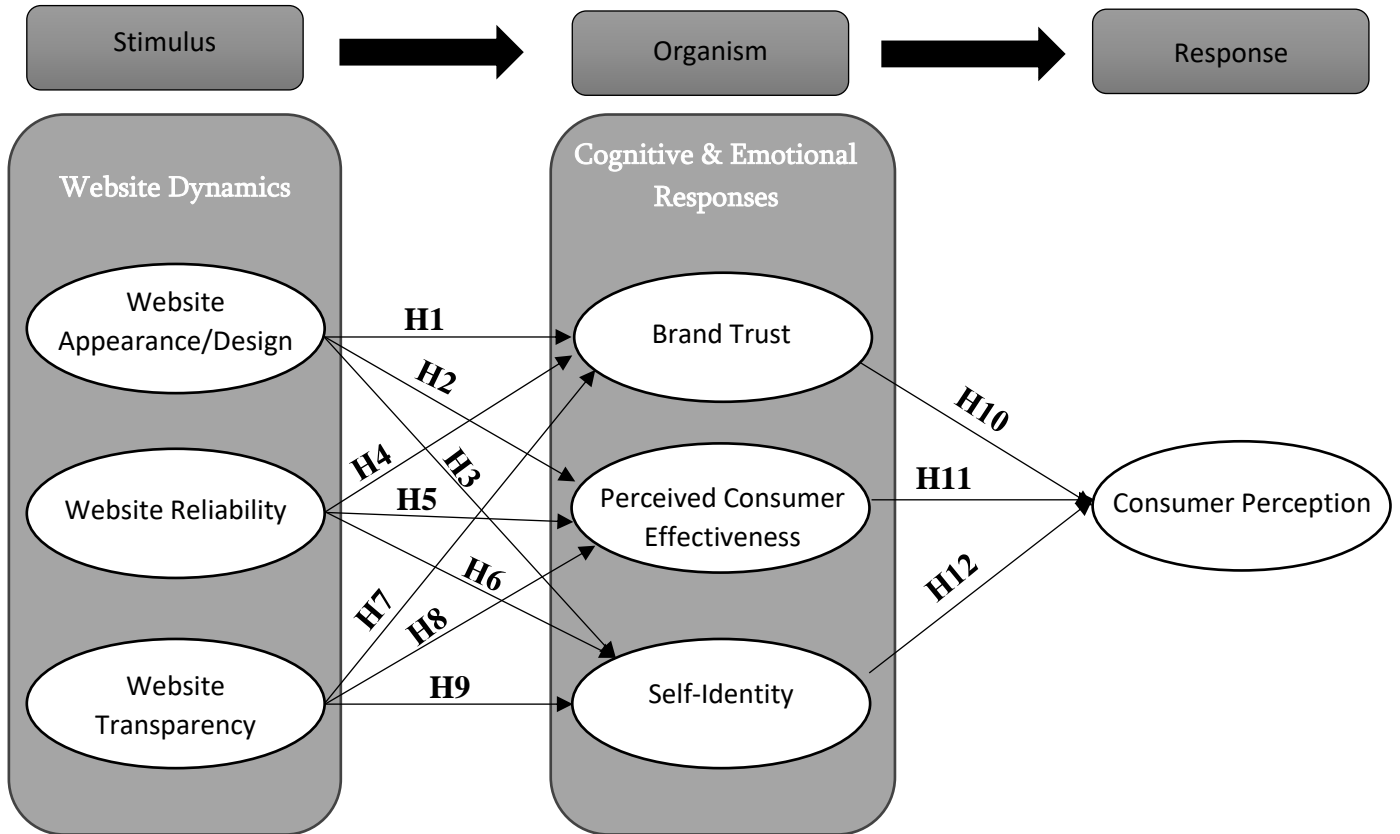 Stimulus
Organism
Response
Website Dynamics
Cognitive & Emotional
Responses
Website
Appearance/Design
Website Reliability
Website
Transparency
H1
H2
H3
H4
H5
H6
H7
H8
H9
Brand Trust
Perceived Consumer
Effectiveness
Self-Identity
H10
H11
H12
Consumer Perception